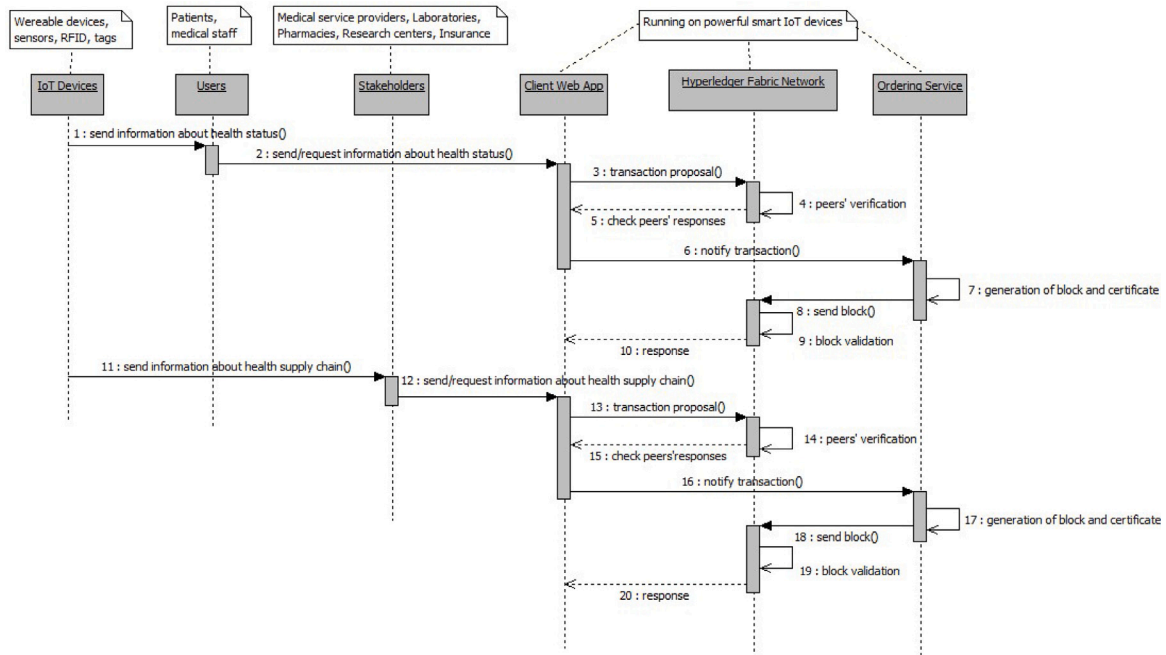 Wereable devices,
sensors, RFID, tags
Patients,
medical staff
Medical service providers, Laboratories,
Pharmacies, Research centers, Insurance
Running on powerful smart IoT devices
IoT Devices
Users
Stakeholders
Client Web App
Hyperledger Fabric Network
Ordering Service
1 : send information about health status()
2 : send/request information about health status()
3 : transaction proposal()
4 : peers' verification
5 : check peers' responses
6 : notify transaction()
7 : generation of block and certificate
8 : send block()
9 : block validation
10 : response
11 : send information about health supply chain()
12 : send/request information about health supply chain()
13 : transaction proposal()
14 : peers' verification
15 : check peers'responses
16 : notify transaction()
17 : generation of block and certificate
18 : send block()
19 : block validation
20 : response